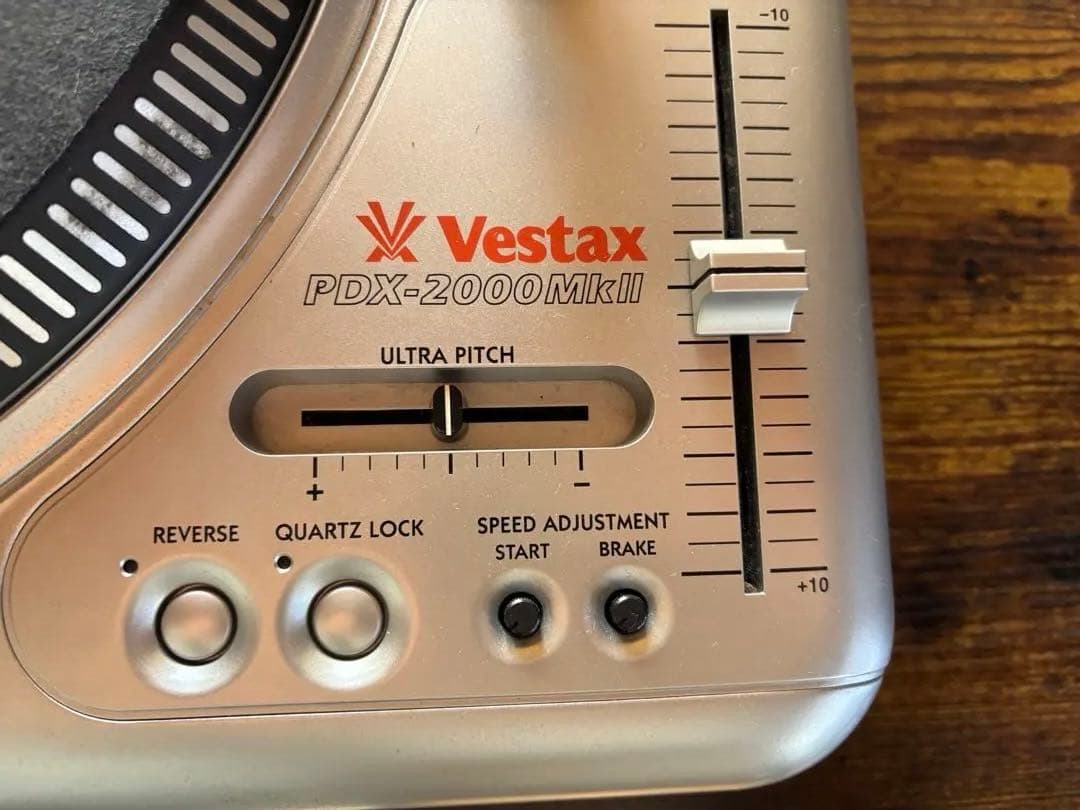 −10
Vestax
PDX-2000MkII
ULTRA PITCH
+ −
REVERSE QUARTZ LOCK SPEED ADJUSTMENT
START BRAKE
+10